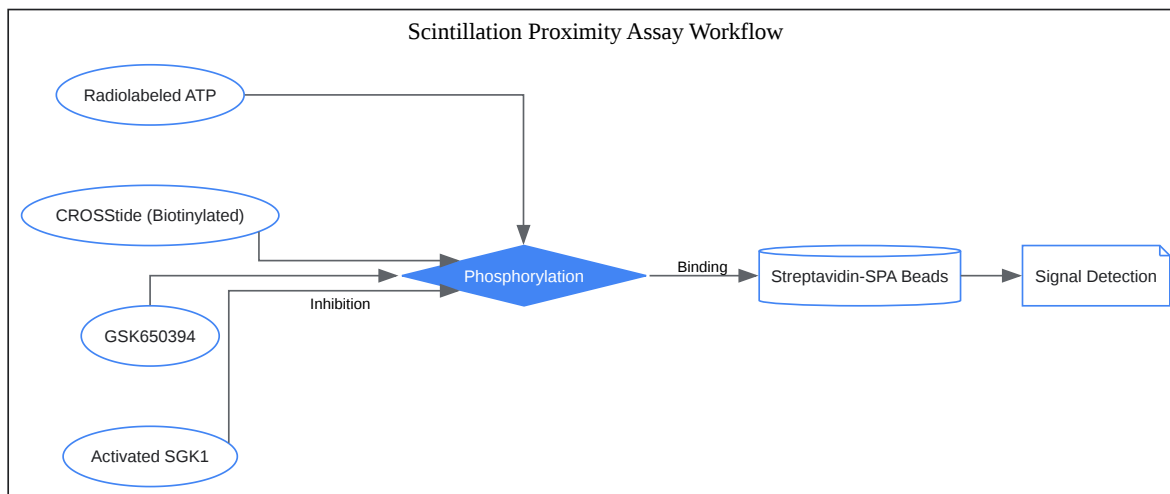 Scintillation Proximity Assay Workflow
Radiolabeled ATP
CROSStide (Biotinylated)
Phosphorylation
Binding
Streptavidin-SPA Beads
Signal Detection
Inhibition
GSK650394
Activated SGK1